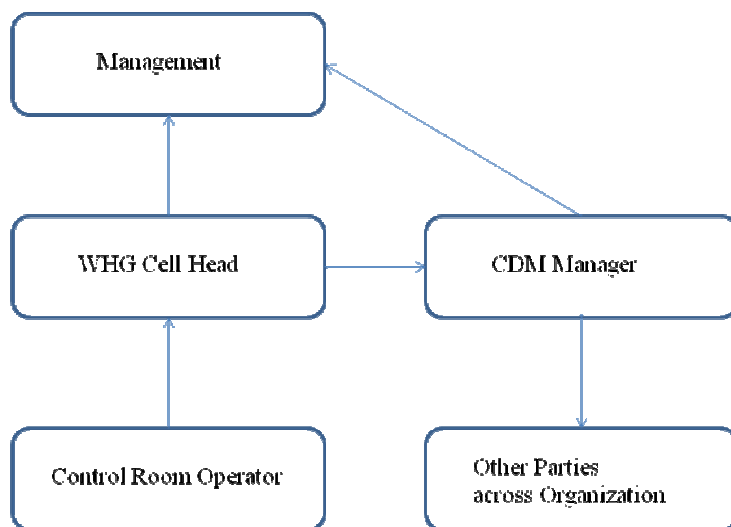 Management
WHG Cell Head
CDM Manager
Control Room Operator
Other Parties
across Organization